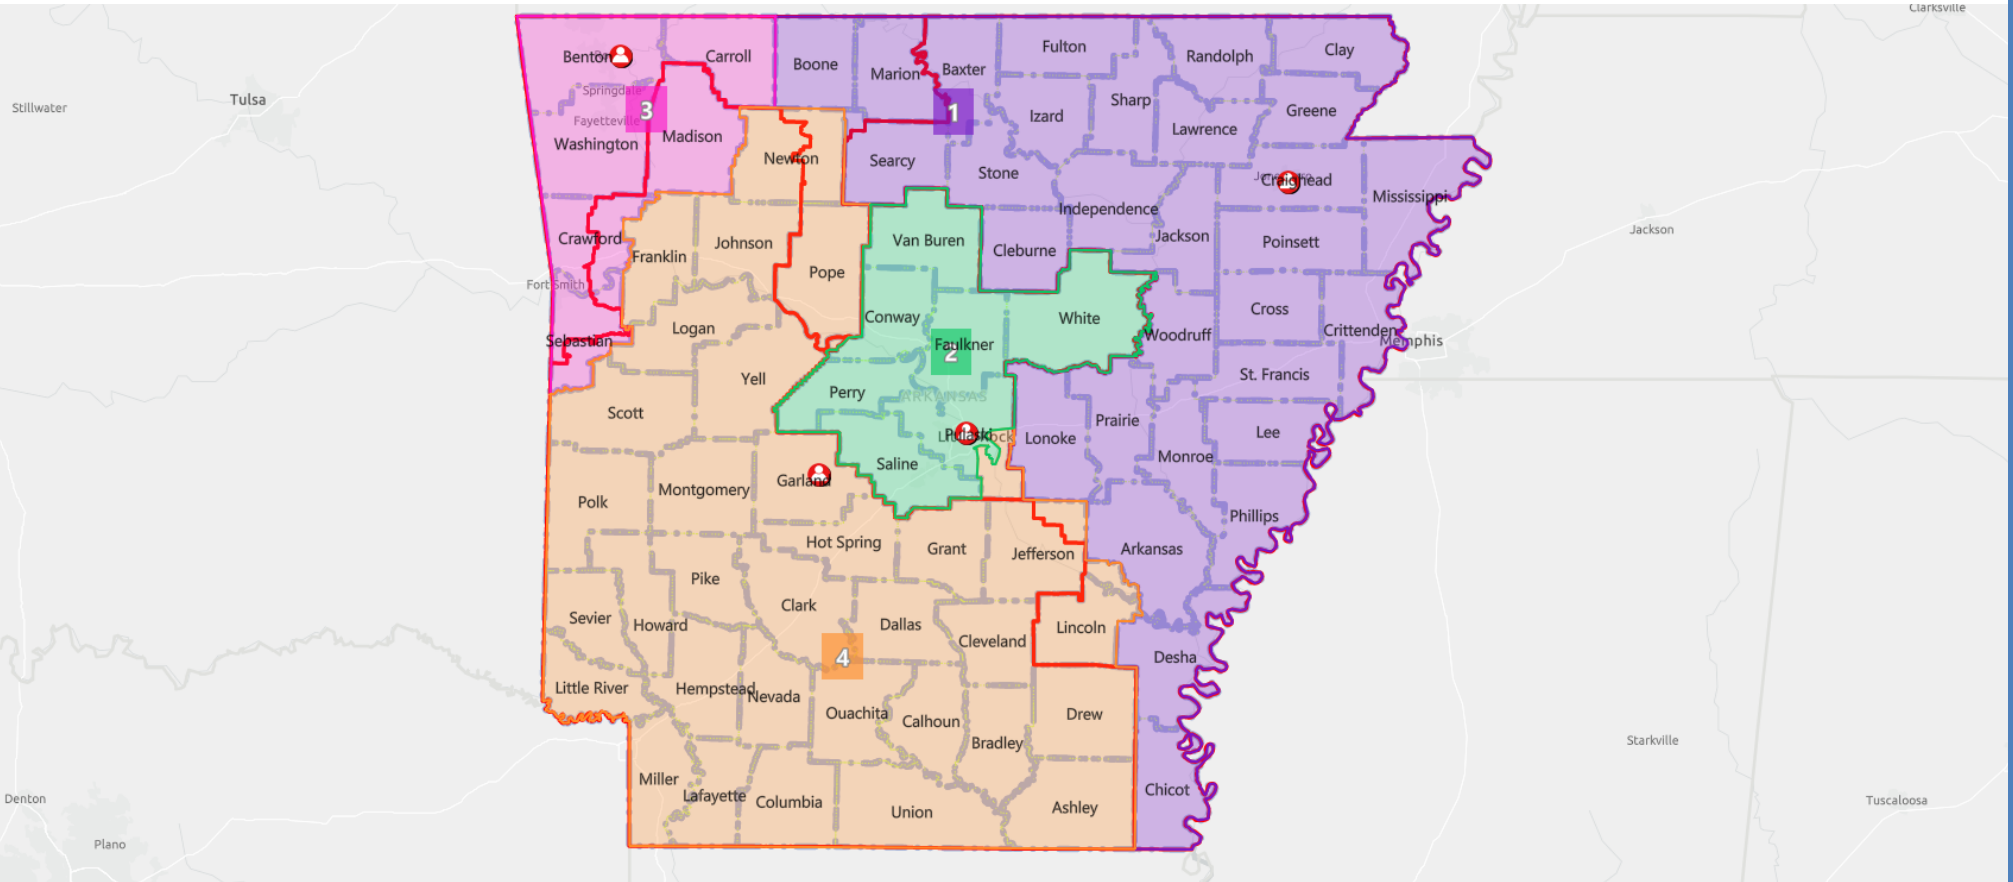 Clarksville
Stillwater
Tulsa
Benton
Carroll
Boone
Marion
Baxter
Fulton
Randolph
Clay
Springdale
3
1
Sharp
Greene
Fayetteville
Izard
Lawrence
Washington
Madison
Newton
Searcy
Stone
Craighead
Mississippi
Independence
Jackson
Jackson
Crawford
Johnson
Van Buren
Cleburne
Poinsett
Franklin
Pope
Fort Smith
Conway
White
Cross
Logan
Sebastian
Faulkner
2
Woodruff
Crittenden
Memphis
Yell
St. Francis
Perry
ARKANSAS
Scott
Prairie
Pulaski
Lonoke
Lee
Saline
Monroe
Garland
Montgomery
Polk
Phillips
Hot Spring
Grant
Jefferson
Arkansas
Pike
Clark
Sevier
Howard
Dallas
Cleveland
Lincoln
4
Desha
Little River
Hempstead
Nevada
Ouachita
Calhoun
Drew
Bradley
Starkville
Miller
Lafayette
Columbia
Union
Ashley
Chicot
Denton
Tuscaloosa
Plano